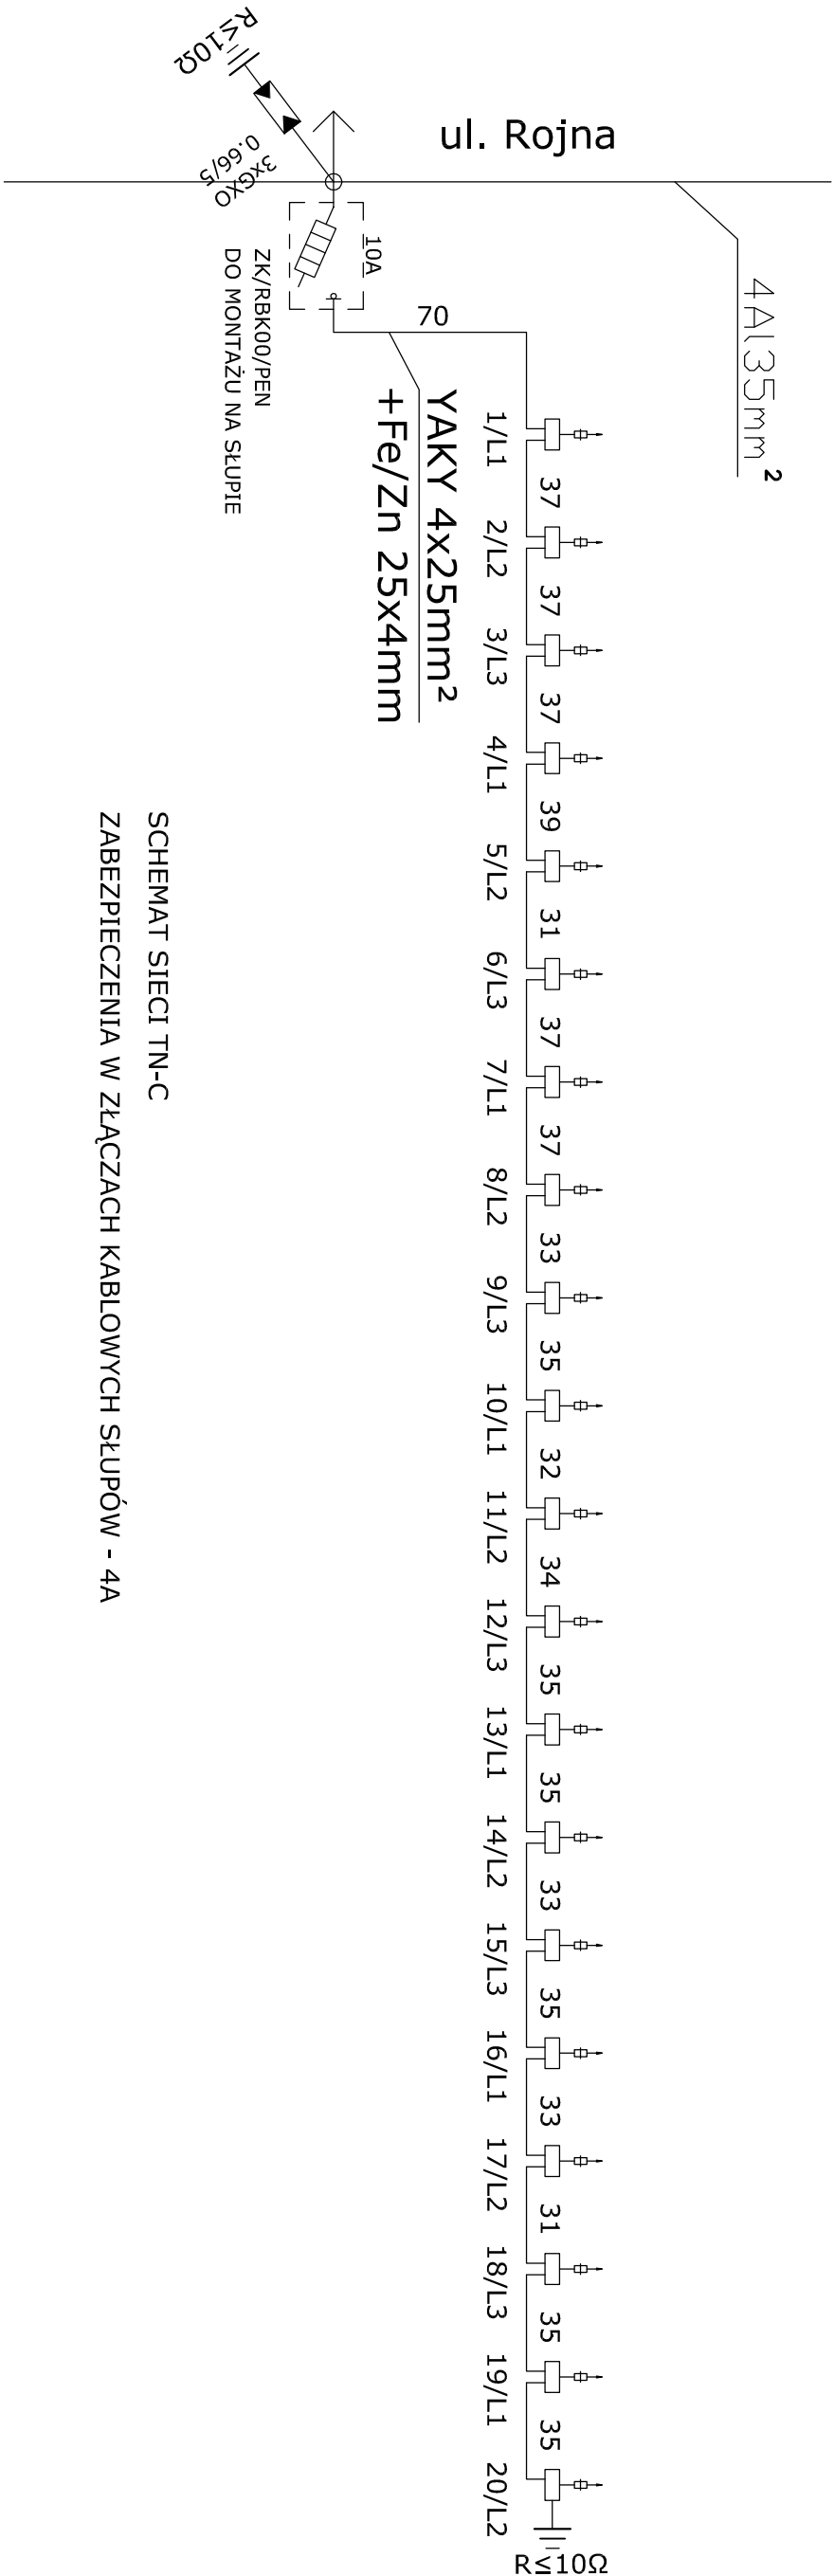 ul. Rojna
R≤10Ω
3xGXO
0.66/5
10A
ZK/RBK00/PEN
DO MONTAŻU NA SŁUPIE
4Al35mm²
70
YAKY 4x25mm²
+Fe/Zn 25x4mm
1/L1
37
2/L2
37
3/L3
37
4/L1
39
5/L2
31
6/L3
37
7/L1
37
8/L2
33
9/L3
35
10/L1
32
11/L2
34
12/L3
35
13/L1
35
14/L2
33
15/L3
35
16/L1
33
17/L2
31
18/L3
35
19/L1
35
20/L2
R≤10Ω
SCHEMAT SIECI TN-C
ZABEZPIECZENIA W ZŁĄCZACH KABLOWYCH SŁUPÓW - 4A